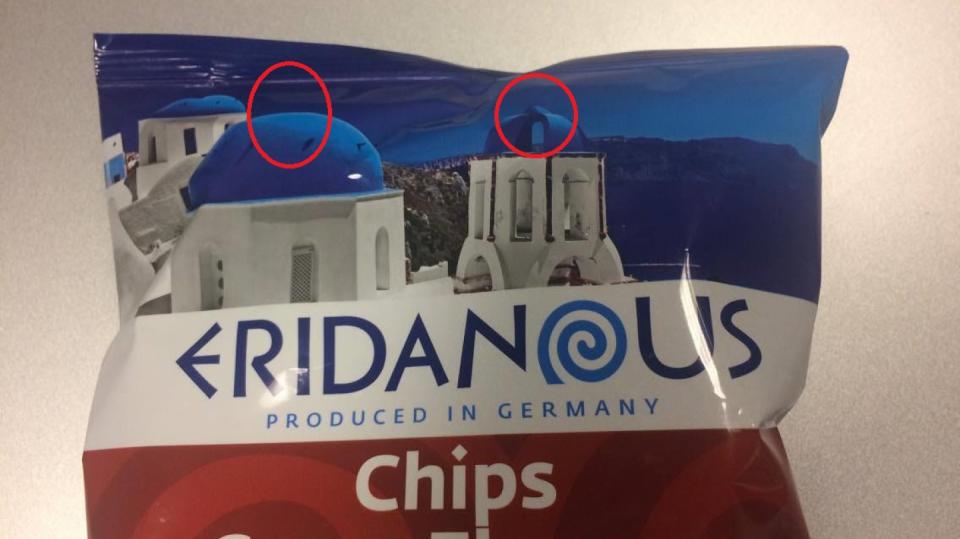 ERIDANOUS
PRODUCED IN GERMANY
Chips